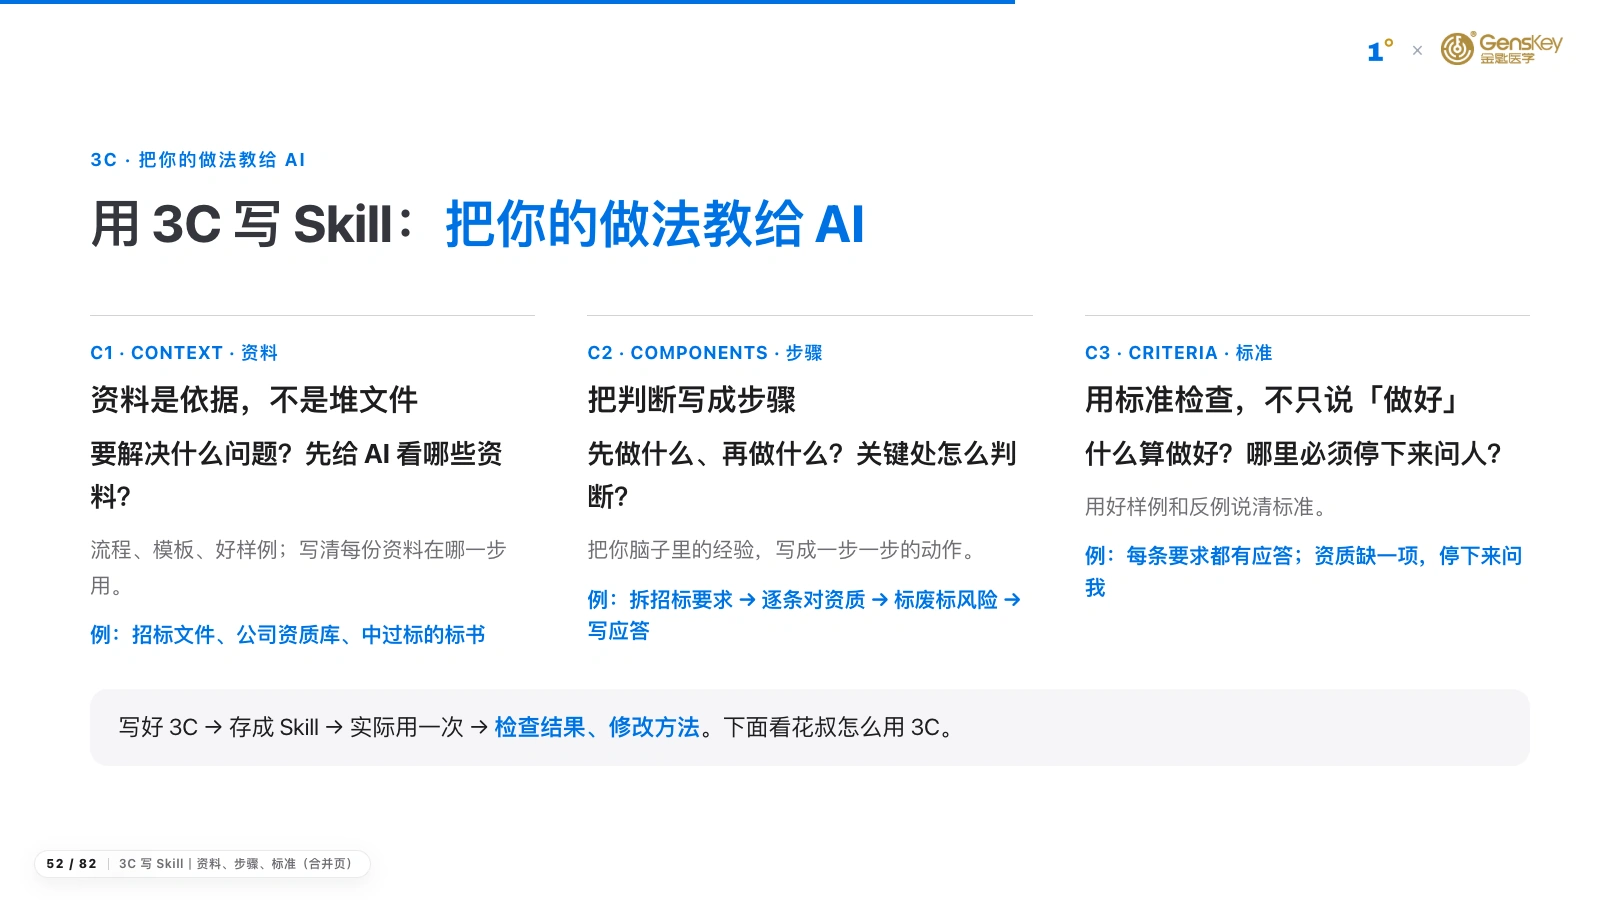 1°
×
GensKey®
金匙医学
3C · 把你的做法教给 AI
用 3C 写 Skill：把你的做法教给 AI
C1 · CONTEXT · 资料
资料是依据，不是堆文件
要解决什么问题？先给 AI 看哪些资
料？
流程、模板、好样例；写清每份资料在哪一步
用。
例：招标文件、公司资质库、中过标的标书
C2 · COMPONENTS · 步骤
把判断写成步骤
先做什么、再做什么？关键处怎么判
断？
把你脑子里的经验，写成一步一步的动作。
例：拆招标要求 → 逐条对资质 → 标废标风险 →
写应答
C3 · CRITERIA · 标准
用标准检查，不只说「做好」
什么算做好？哪里必须停下来问人？
用好样例和反例说清标准。
例：每条要求都有应答；资质缺一项，停下来问
我
写好 3C → 存成 Skill → 实际用一次 → 检查结果、修改方法。下面看花叔怎么用 3C。
52 / 82 | 3C 写 Skill | 资料、步骤、标准（合并页）